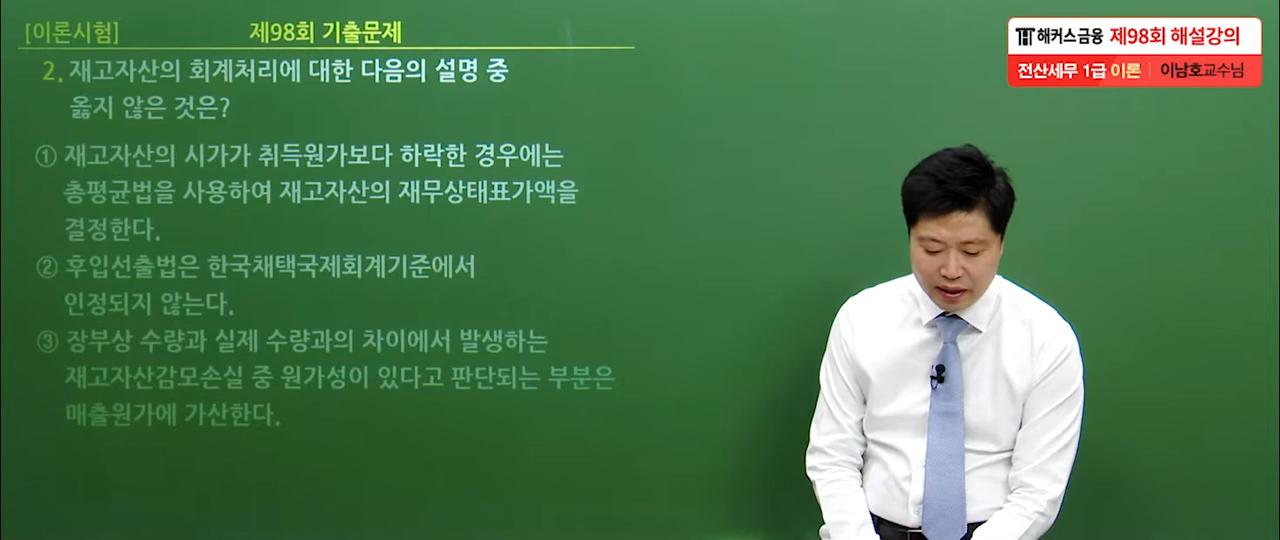 [이론시험] 제98회 기출문제
해커스금융 제98회 해설강의
전산세무 1급 이론 | 이남호교수님
2. 재고자산의 회계처리에 대한 다음의 설명 중
옳지 않은 것은?
① 재고자산의 시가가 취득원가보다 하락한 경우에는
총평균법을 사용하여 재고자산의 재무상태표가액을
결정한다.
② 후입선출법은 한국채택국제회계기준에서
인정되지 않는다.
③ 장부상 수량과 실제 수량과의 차이에서 발생하는
재고자산감모손실 중 원가성이 있다고 판단되는 부분은
매출원가에 가산한다.